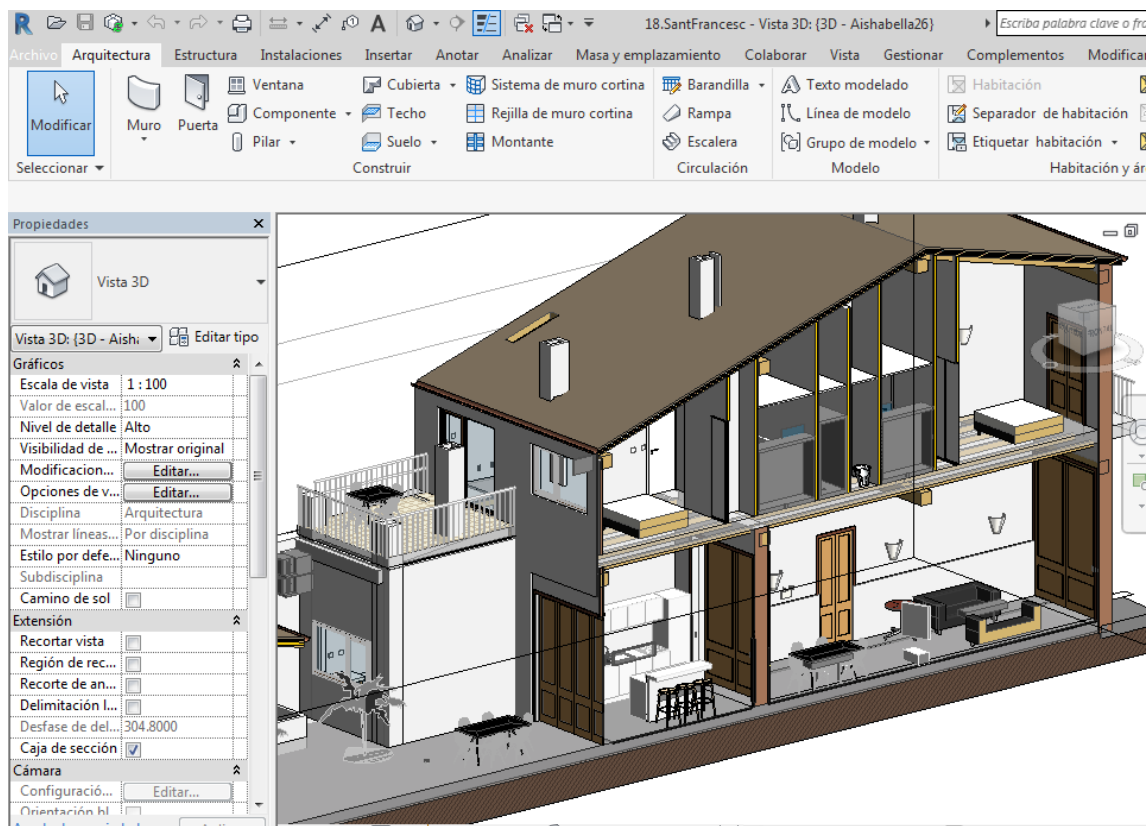 18.SantFrancesc - Vista 3D: {3D - Aishabella26}
Escriba palabra clave o fra
Archivo Arquitectura Estructura Instalaciones Insertar Anotar Analizar Masa y emplazamiento Colaborar Vista Gestionar Complementos Modificar
Modificar
Seleccionar
Muro
Puerta
Ventana
Componente
Pilar
Cubierta
Techo
Suelo
Sistema de muro cortina
Rejilla de muro cortina
Montante
Construir
Barandilla
Rampa
Escalera
Circulación
Texto modelado
Línea de modelo
Grupo de modelo
Modelo
Habitación
Separador de habitación
Etiquetar habitación
Habitación y ár
Propiedades
Vista 3D
Vista 3D: {3D - Aisha
Editar tipo
Gráficos
Escala de vista 1 : 100
Valor de escal... 100
Nivel de detalle Alto
Visibilidad de ... Mostrar original
Modificacion... Editar...
Opciones de v... Editar...
Disciplina Arquitectura
Mostrar líneas... Por disciplina
Estilo por defe... Ninguno
Subdisciplina
Camino de sol
Extensión
Recortar vista
Región de rec...
Recorte de an...
Delimitación l...
Desfase de del... 304.8000
Caja de sección
Cámara
Configuració... Editar...
Orientación bl...